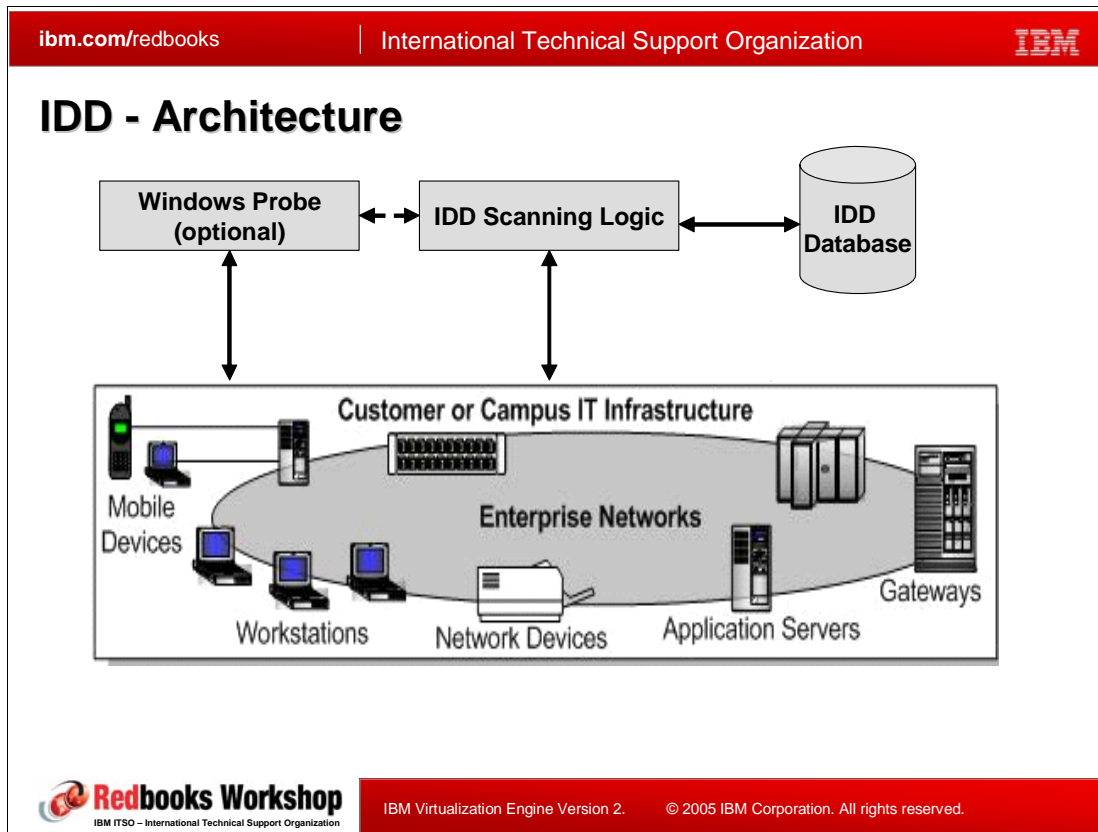 ibm.com/redbooks
International Technical Support Organization
IBM
IDD - Architecture
Windows Probe
(optional)
IDD Scanning Logic
IDD
Database
Customer or Campus IT Infrastructure
Mobile
Devices
Enterprise Networks
Gateways
Workstations
Network Devices
Application Servers
Redbooks Workshop
IBM ITSO – International Technical Support Organization
IBM Virtualization Engine Version 2.
© 2005 IBM Corporation. All rights reserved.